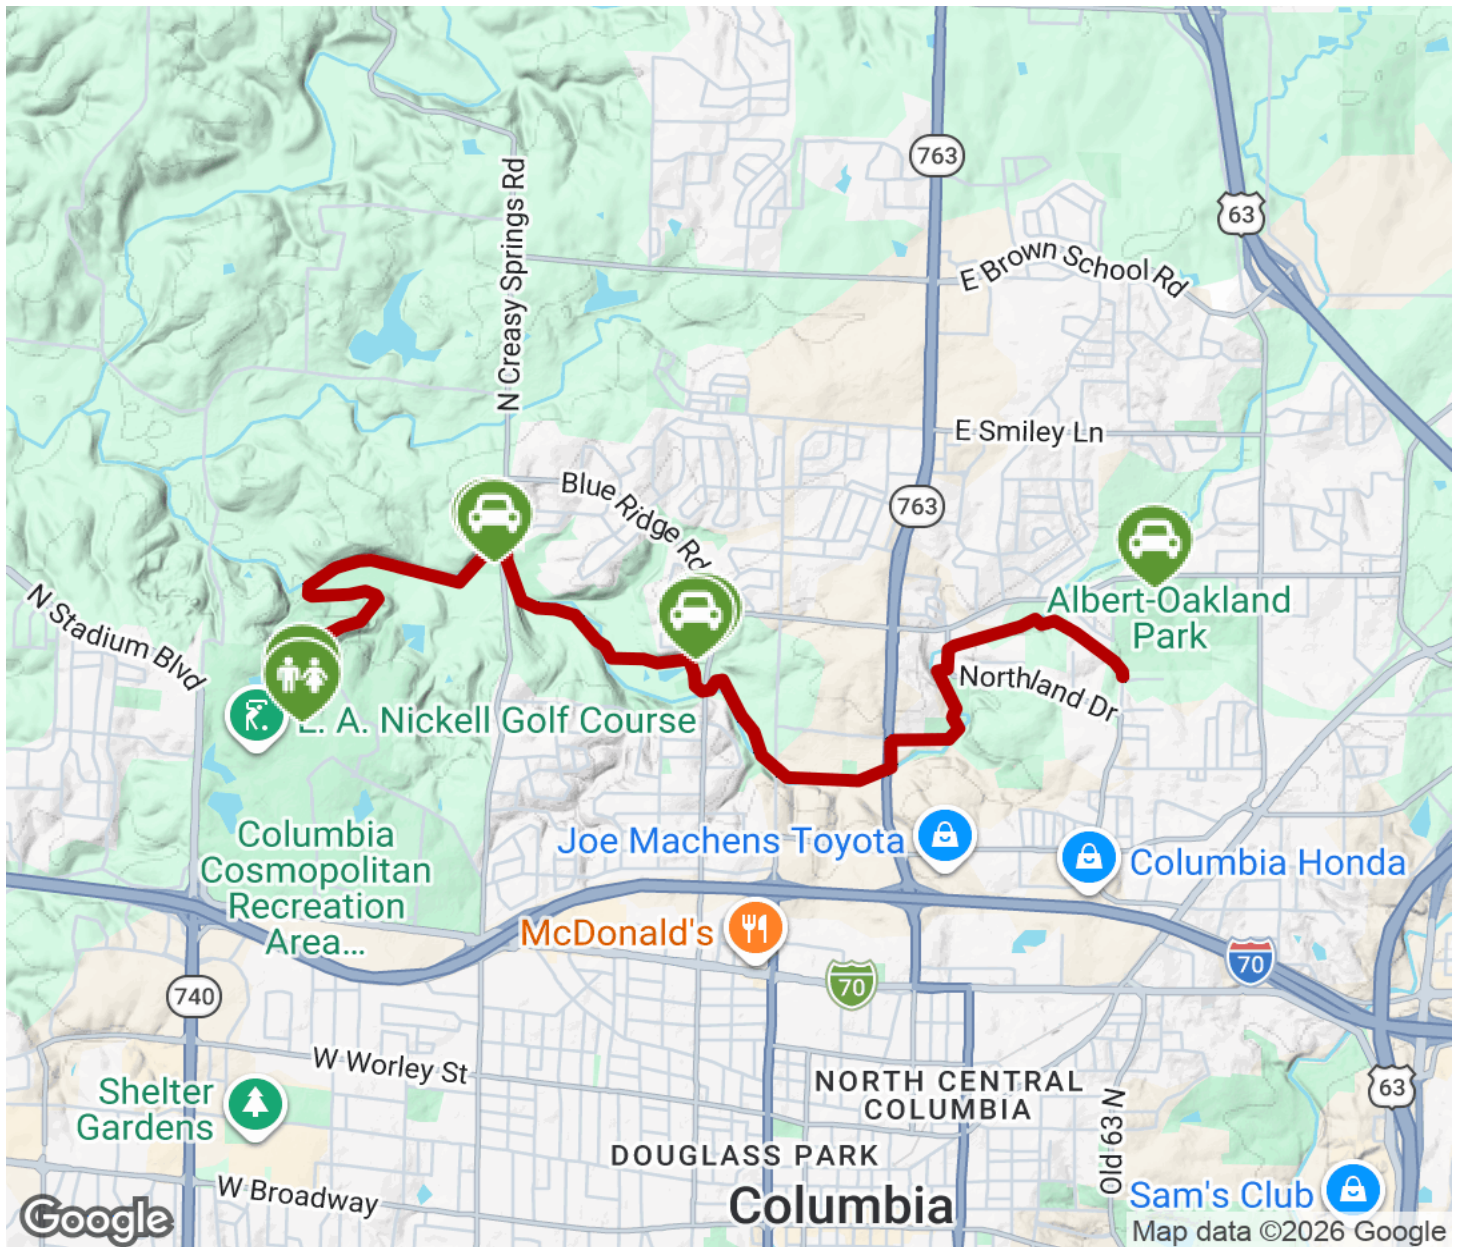 763
63
N Creasy Springs Rd
E Brown School Rd
E Smiley Ln
Blue Ridge Rd
763
N Stadium Blvd
Albert-Oakland
Park
Northland Dr
L. A. Nickell Golf Course
Columbia
Cosmopolitan
Recreation
Area...
Joe Machens Toyota
Columbia Honda
McDonald's
70
70
740
W Worley St
NORTH CENTRAL
COLUMBIA
63
Shelter
Gardens
Old 63 N
DOUGLASS PARK
W Broadway
Columbia
Sam's Club
Google
Map data ©2026 Google